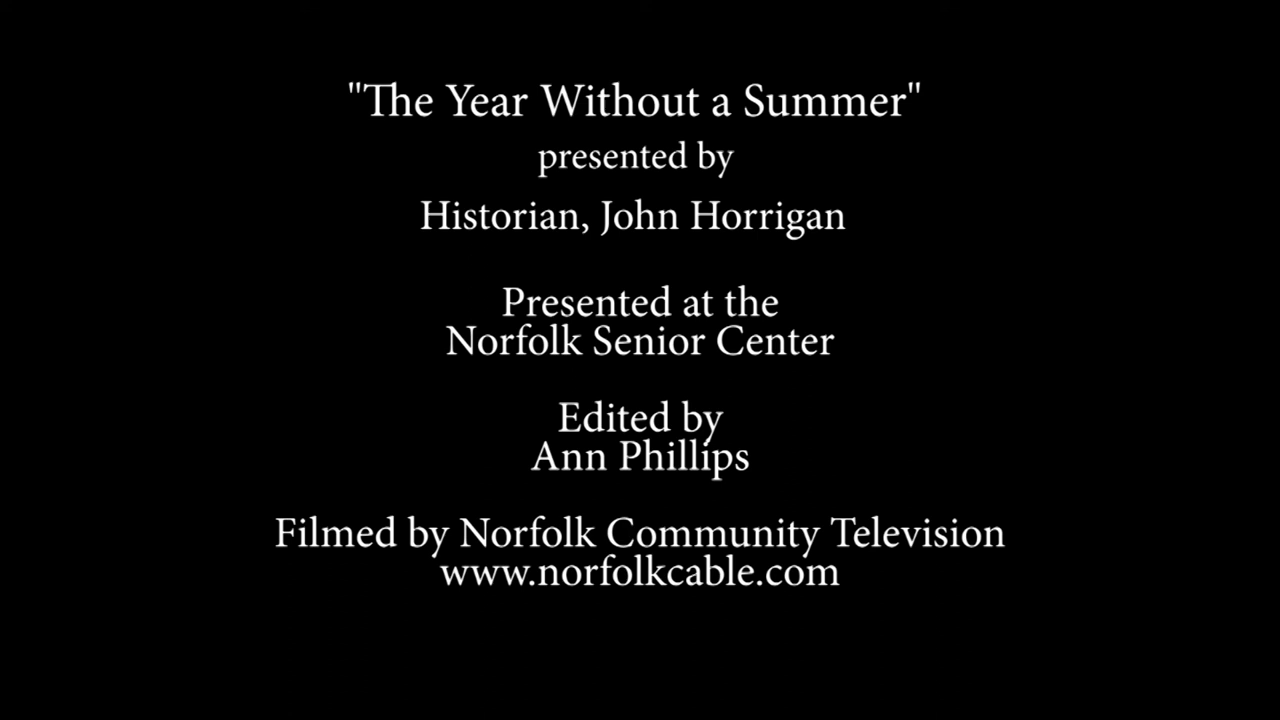 "The Year Without a Summer"
presented by
Historian, John Horrigan
Presented at the
Norfolk Senior Center
Edited by
Ann Phillips
Filmed by Norfolk Community Television
www.norfolkcable.com